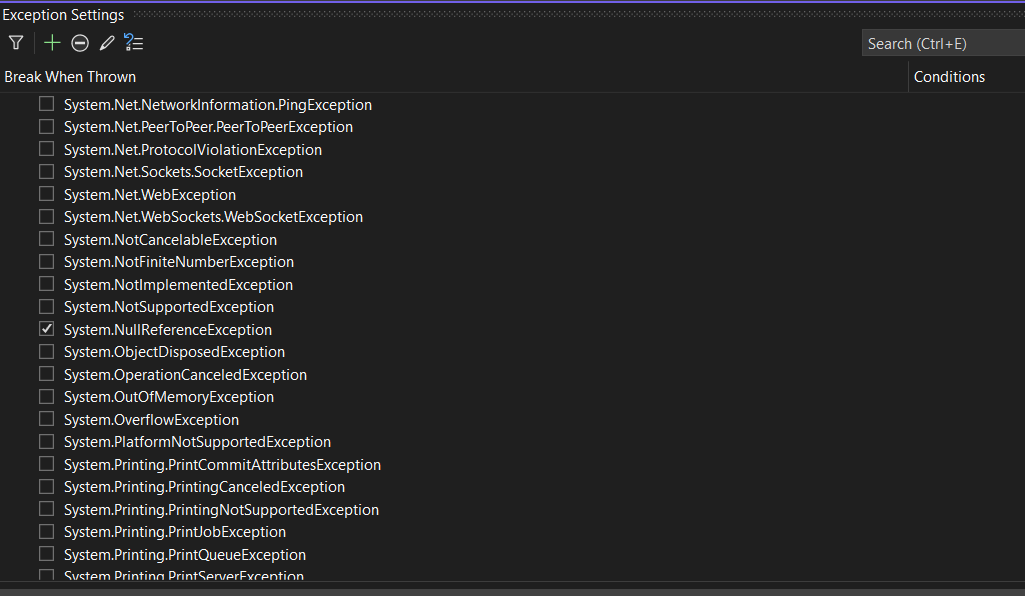 Exception Settings
Search (Ctrl+E)
Break When Thrown
Conditions
System.Net.NetworkInformation.PingException
System.Net.PeerToPeer.PeerToPeerException
System.Net.ProtocolViolationException
System.Net.Sockets.SocketException
System.Net.WebException
System.Net.WebSockets.WebSocketException
System.NotCancelableException
System.NotFiniteNumberException
System.NotImplementedException
System.NotSupportedException
System.NullReferenceException
System.ObjectDisposedException
System.OperationCanceledException
System.OutOfMemoryException
System.OverflowException
System.PlatformNotSupportedException
System.Printing.PrintCommitAttributesException
System.Printing.PrintingCanceledException
System.Printing.PrintingNotSupportedException
System.Printing.PrintJobException
System.Printing.PrintQueueException
System.Printing.PrintServerException